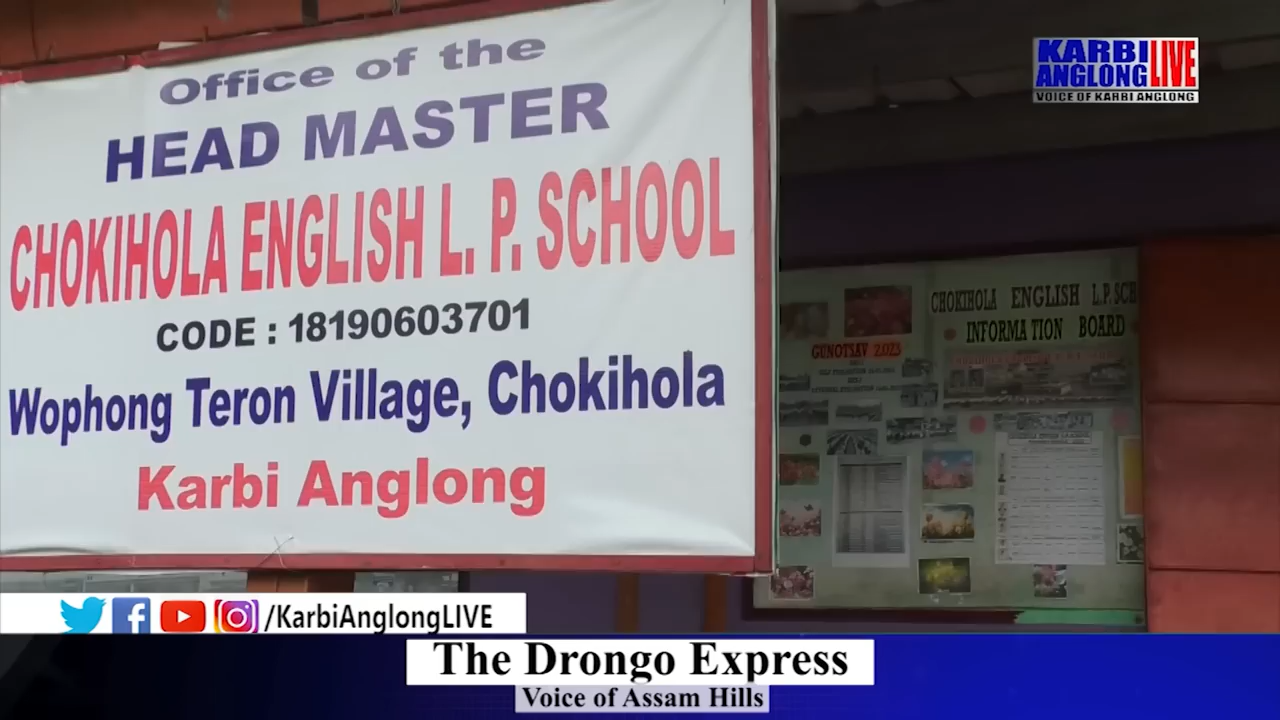 Office of the
HEAD MASTER
CHOKIHOLA ENGLISH L. P. SCHOOL
CODE : 18190603701
Wophong Teron Village, Chokihola
Karbi Anglong
KARBI
ANGLONG LIVE
VOICE OF KARBI ANGLONG
CHOKIHOLA ENGLISH L.P. SCH
INFORMATION BOARD
GUNOTSAV 2023
/KarbiAnglongLIVE
The Drongo Express
Voice of Assam Hills